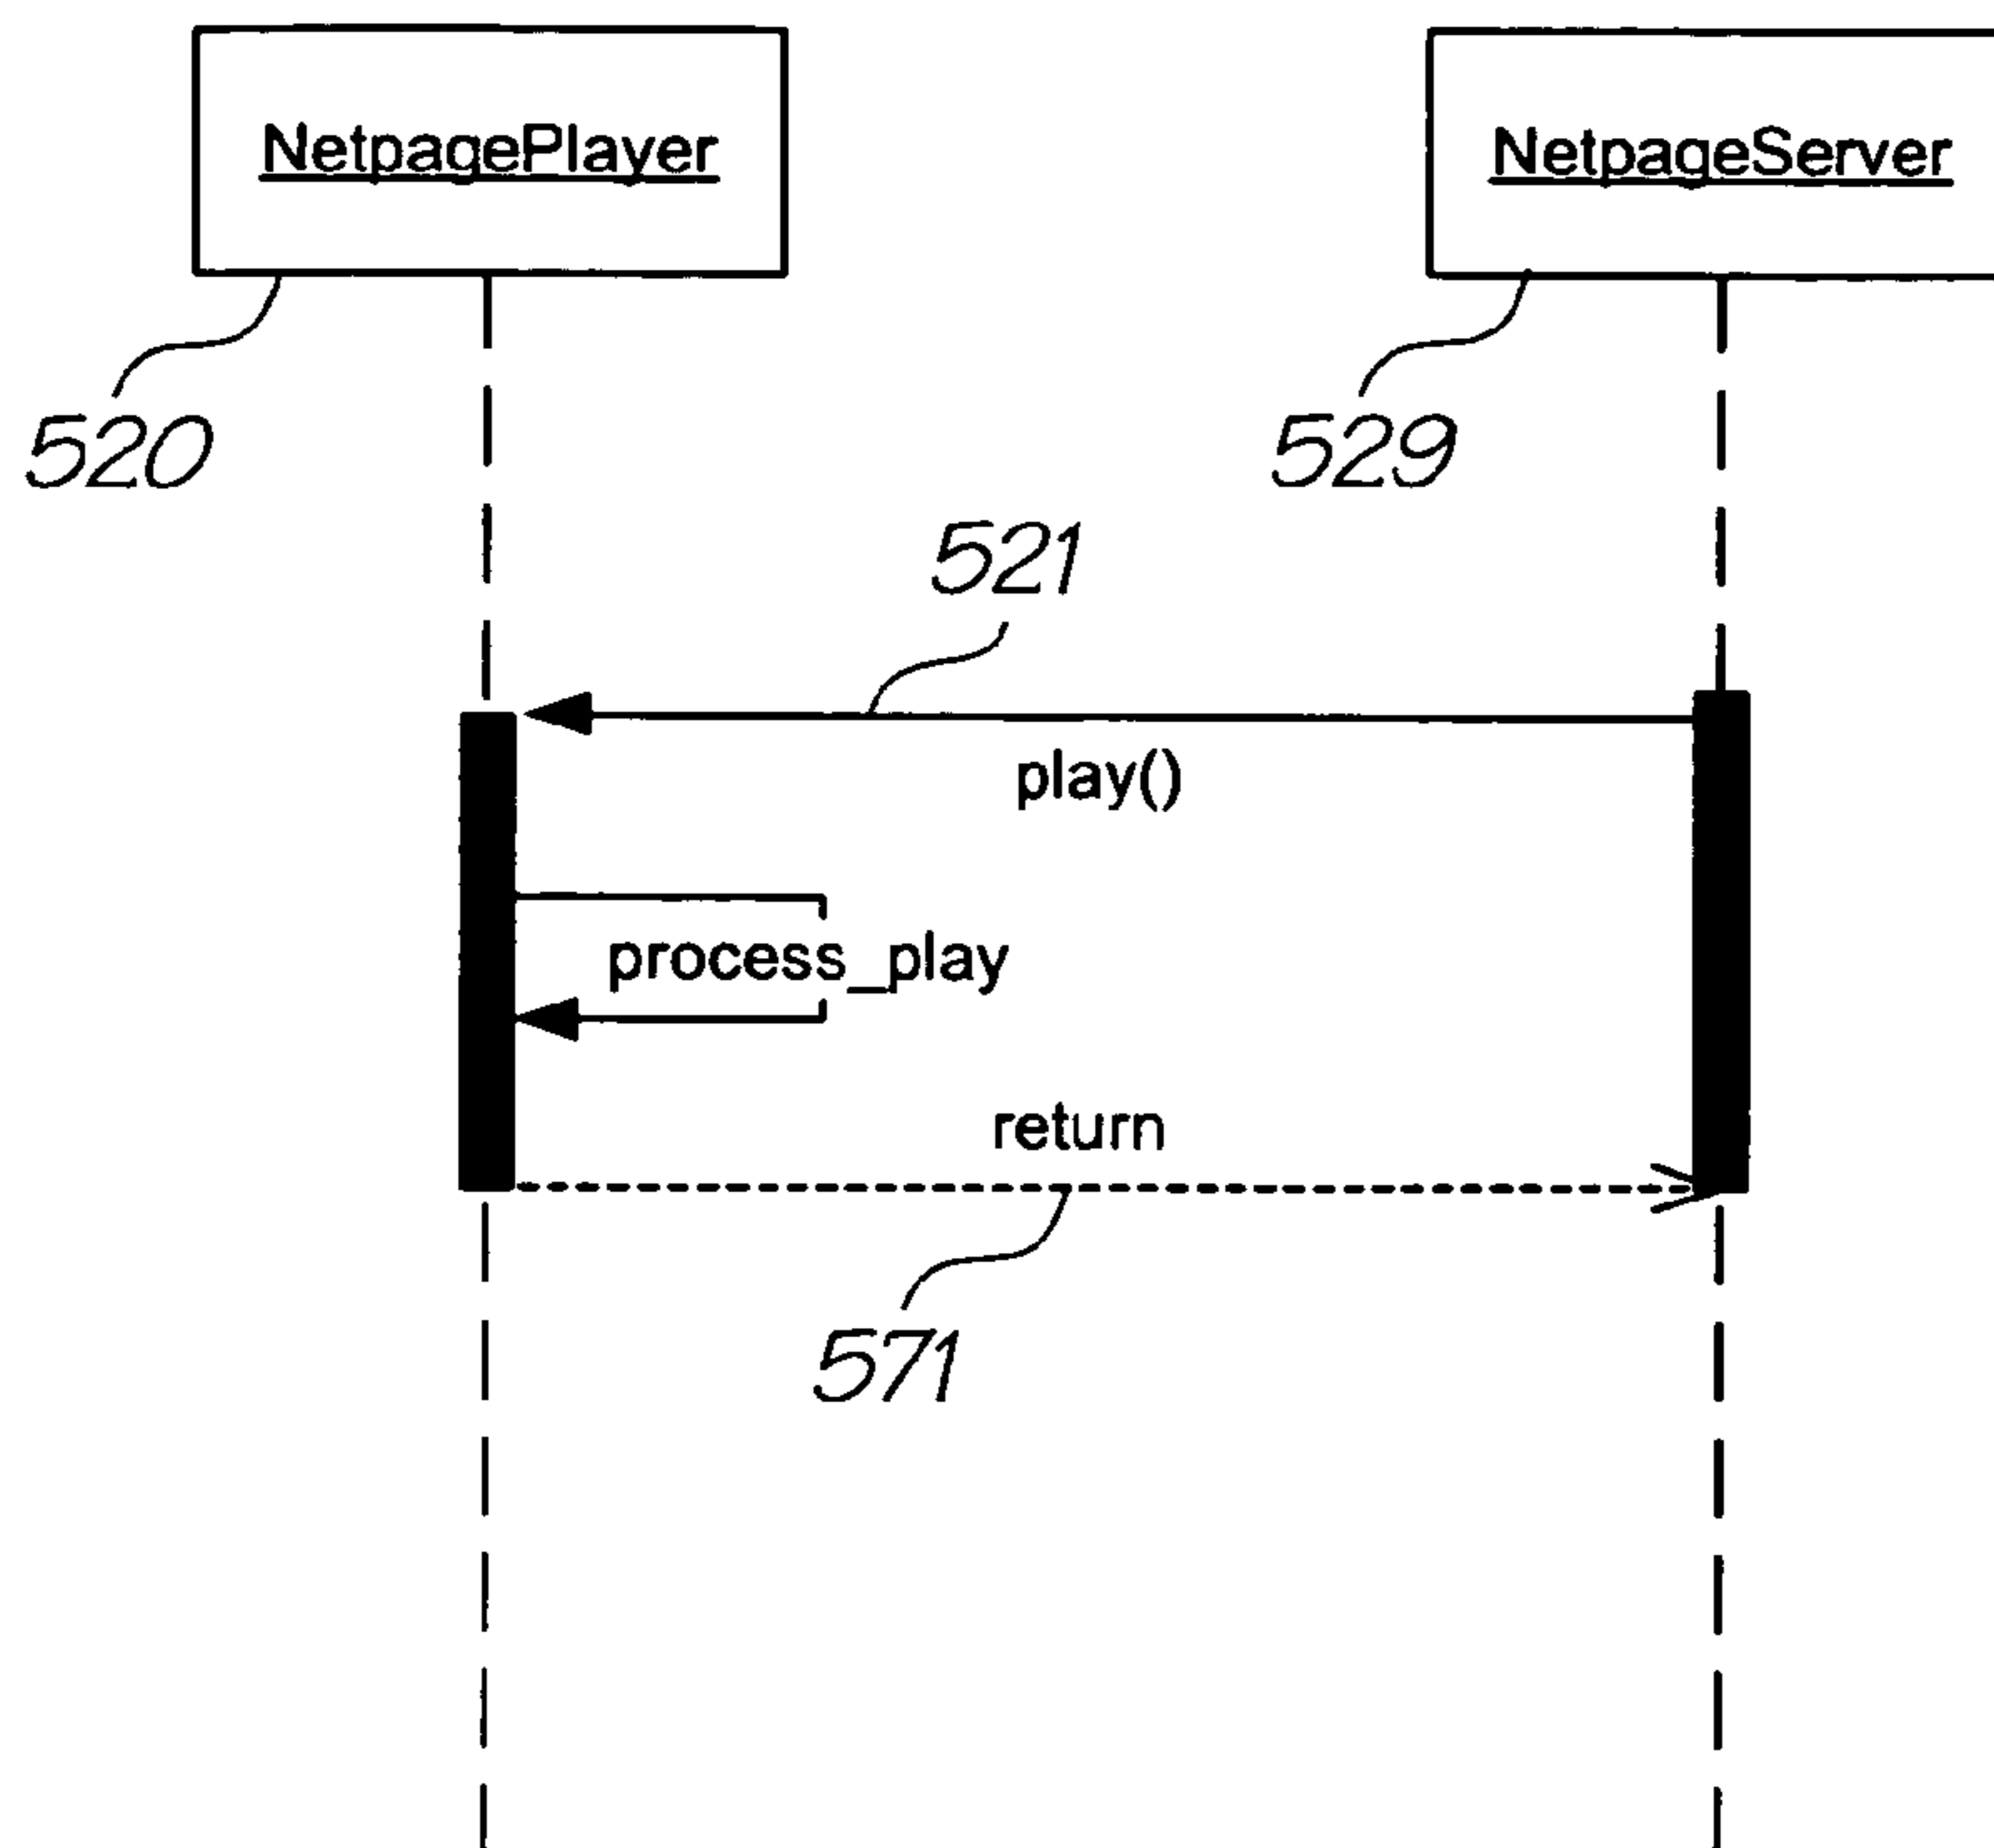 NetpagePlayer
NetpageServer
520
529
521
play()
process_play
return
571